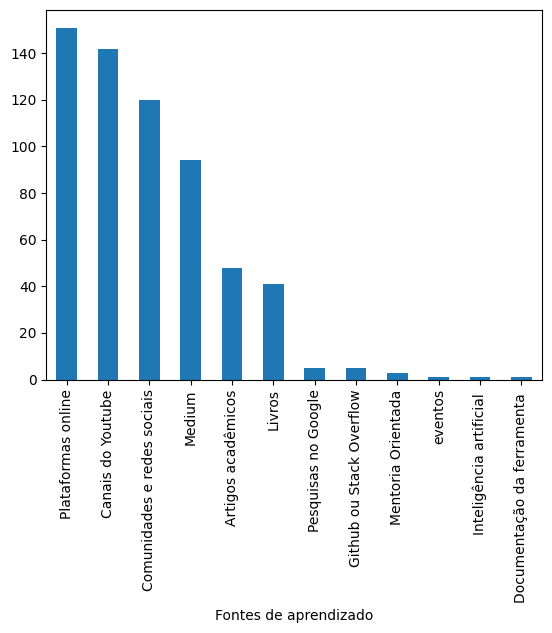 140
120
100
80
60
40
20
0
Plataformas online
Canais do Youtube
Comunidades e redes sociais
Medium
Artigos acadêmicos
Livros
Pesquisas no Google
Github ou Stack Overflow
Mentoria Orientada
eventos
Inteligência artificial
Documentação da ferramenta
Fontes de aprendizado